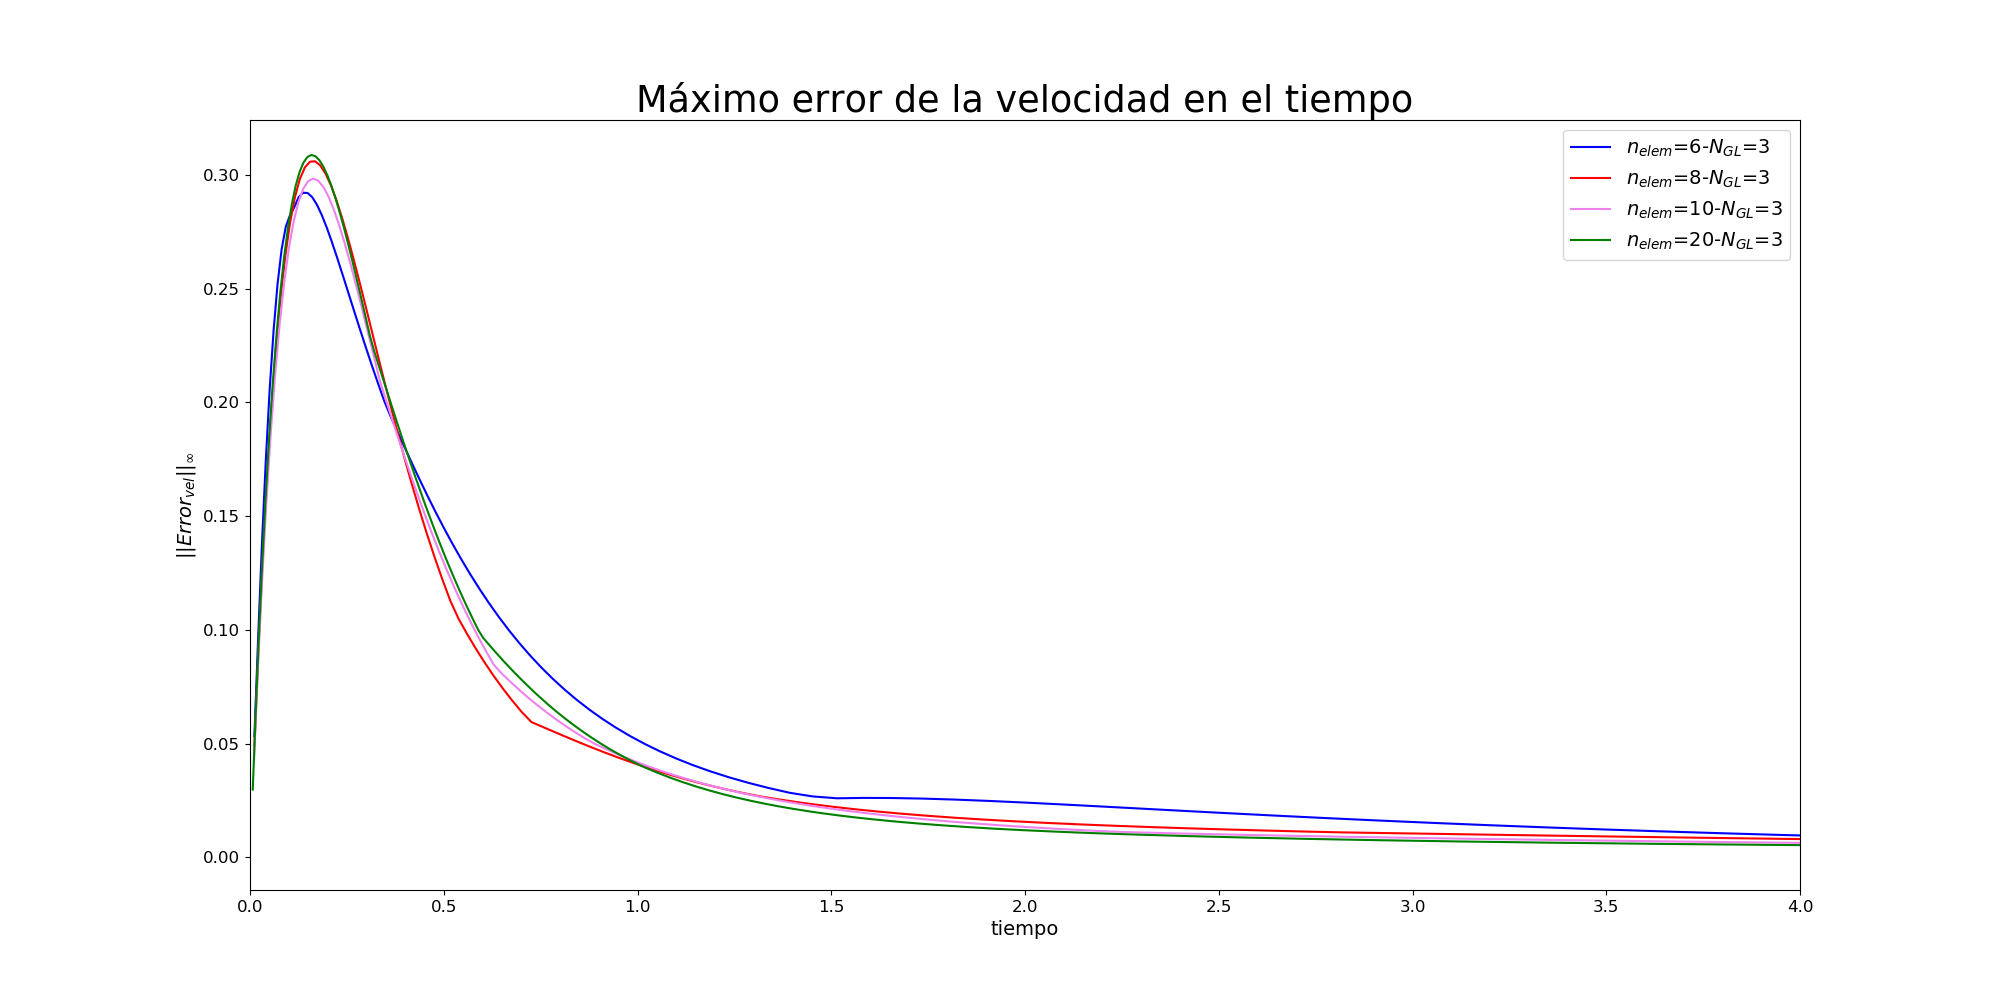 Máximo error de la velocidad en el tiempo
n_elem=6-N_GL=3
n_elem=8-N_GL=3
n_elem=10-N_GL=3
n_elem=20-N_GL=3
||Error_vel||_∞
0.30
0.25
0.20
0.15
0.10
0.05
0.00
0.0 0.5 1.0 1.5 2.0 2.5 3.0 3.5 4.0
tiempo